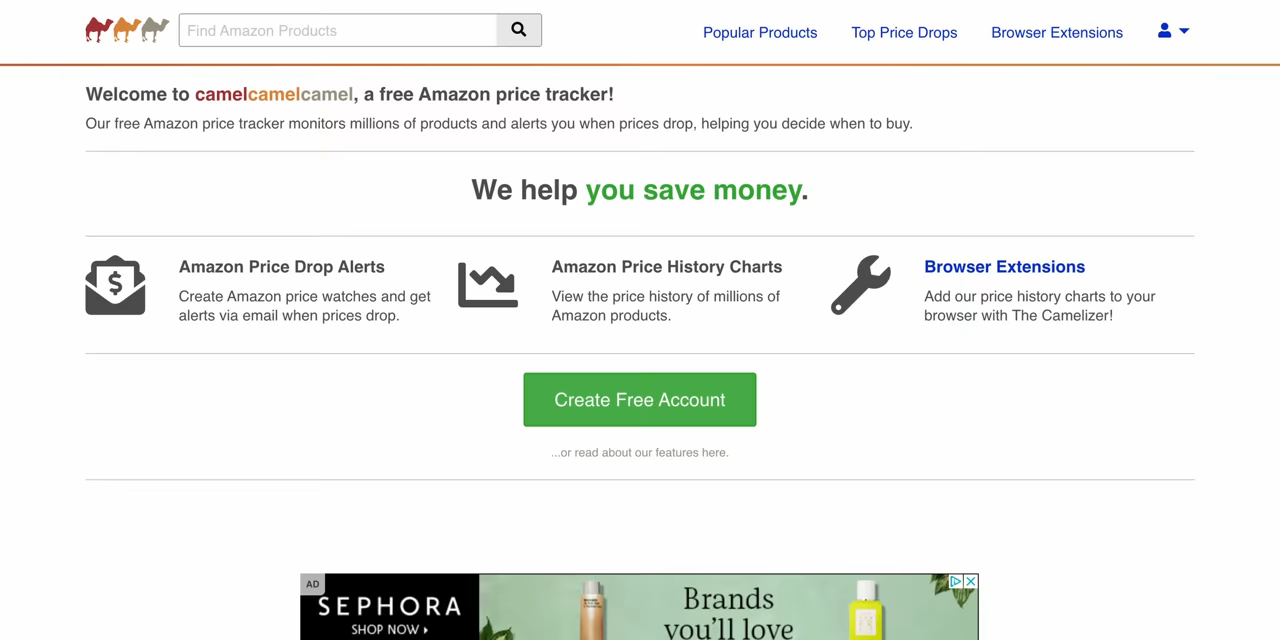 Find Amazon Products
Popular Products
Top Price Drops
Browser Extensions
Welcome to camelcamelcamel, a free Amazon price tracker!
Our free Amazon price tracker monitors millions of products and alerts you when prices drop, helping you decide when to buy.
We help you save money.
$
Amazon Price Drop Alerts
Create Amazon price watches and get
alerts via email when prices drop.
Amazon Price History Charts
View the price history of millions of
Amazon products.
Browser Extensions
Add our price history charts to your
browser with The Camelizer!
Create Free Account
...or read about our features here.
AD
SEPHORA
SHOP NOW
Brands
you'll love